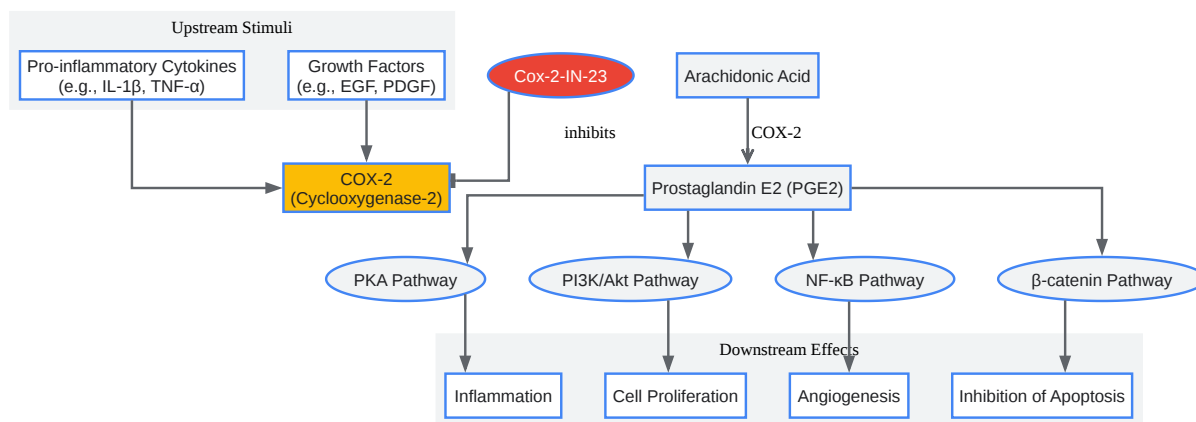 Upstream Stimuli
Pro-inflammatory Cytokines
(e.g., IL-1β, TNF-α)
Growth Factors
(e.g., EGF, PDGF)
Cox-2-IN-23
Arachidonic Acid
inhibits
COX-2
COX-2
(Cyclooxygenase-2)
Prostaglandin E2 (PGE2)
PKA Pathway
PI3K/Akt Pathway
NF-κB Pathway
β-catenin Pathway
Downstream Effects
Inflammation
Cell Proliferation
Angiogenesis
Inhibition of Apoptosis